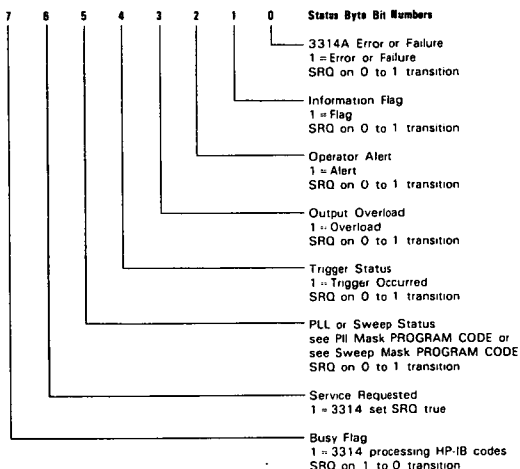 7 6 5 4 3 2 1 0 Status Byte Bit Numbers
3314A Error or Failure
1 = Error or Failure
SRQ on 0 to 1 transition
Information Flag
1 = Flag
SRQ on 0 to 1 transition
Operator Alert
1 = Alert
SRQ on 0 to 1 transition
Output Overload
1 = Overload
SRQ on 0 to 1 transition
Trigger Status
1 = Trigger Occurred
SRQ on 0 to 1 transition
PLL or Sweep Status
see Pll Mask PROGRAM CODE or
see Sweep Mask PROGRAM CODE
SRQ on 0 to 1 transition
Service Requested
1 = 3314 set SRQ true
Busy Flag
1 = 3314 processing HP-IB codes
SRQ on 1 to 0 transition